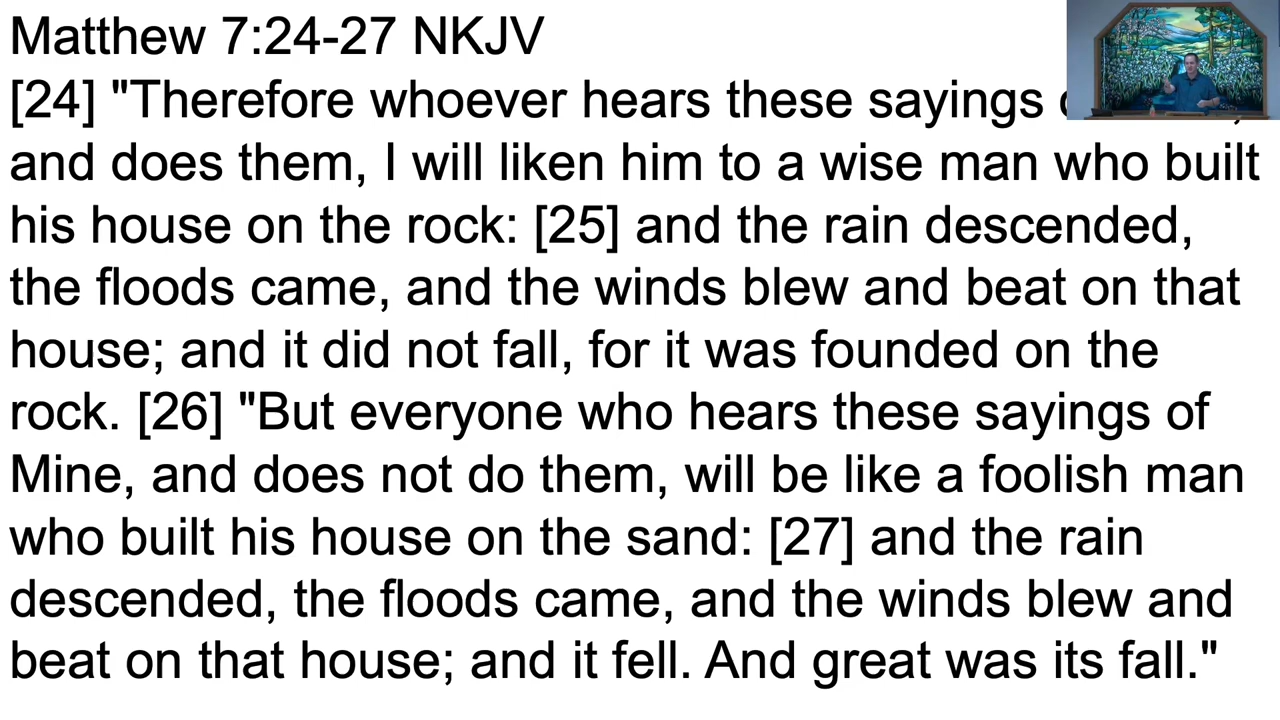 Matthew 7:24-27 NKJV
[24] "Therefore whoever hears these sayings
and does them, I will liken him to a wise man who built
his house on the rock: [25] and the rain descended,
the floods came, and the winds blew and beat on that
house; and it did not fall, for it was founded on the
rock. [26] "But everyone who hears these sayings of
Mine, and does not do them, will be like a foolish man
who built his house on the sand: [27] and the rain
descended, the floods came, and the winds blew and
beat on that house; and it fell. And great was its fall."